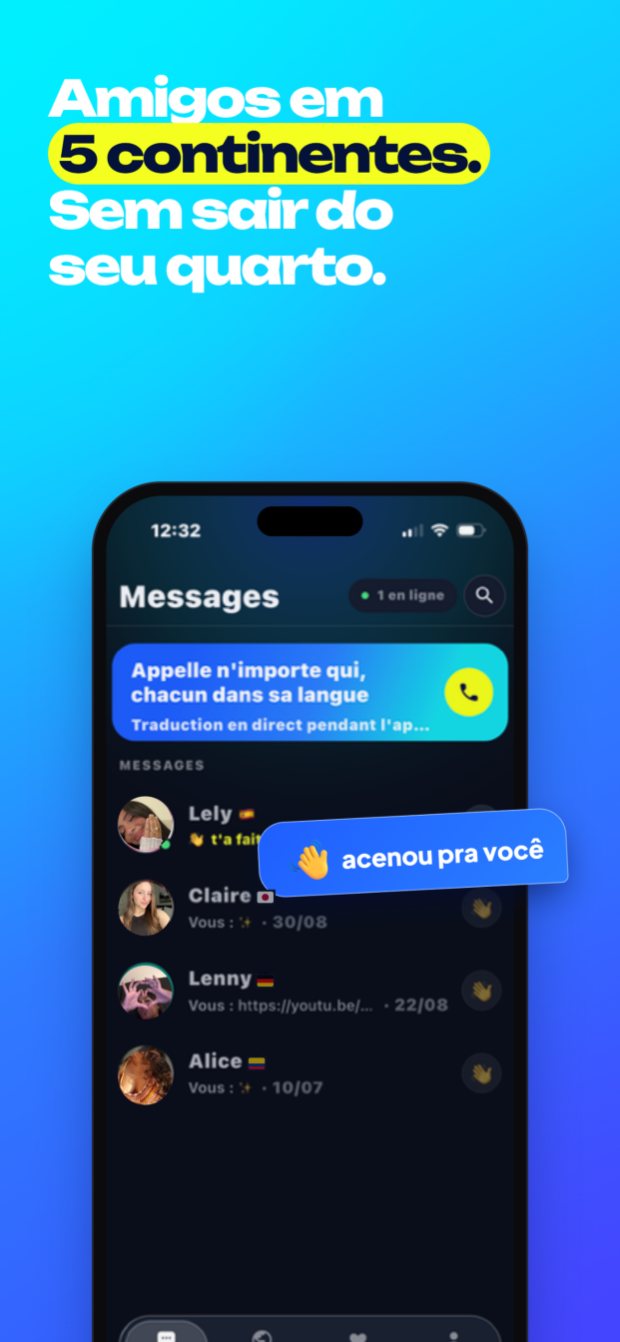 Amigos em
5 continentes.
Sem sair do
seu quarto.
12:32
Messages
1 en ligne
Appelle n'importe qui,
chacun dans sa langue
Traduction en direct pendant l'ap...
MESSAGES
Lely 🇪🇸
👋 t'a fait
👋 acenou pra você
Claire 🇯🇵
Vous : ✨ · 30/08
Lenny 🇩🇪
Vous : https://youtu.be/... · 22/08
Alice 🇨🇴
Vous : ✨ · 10/07